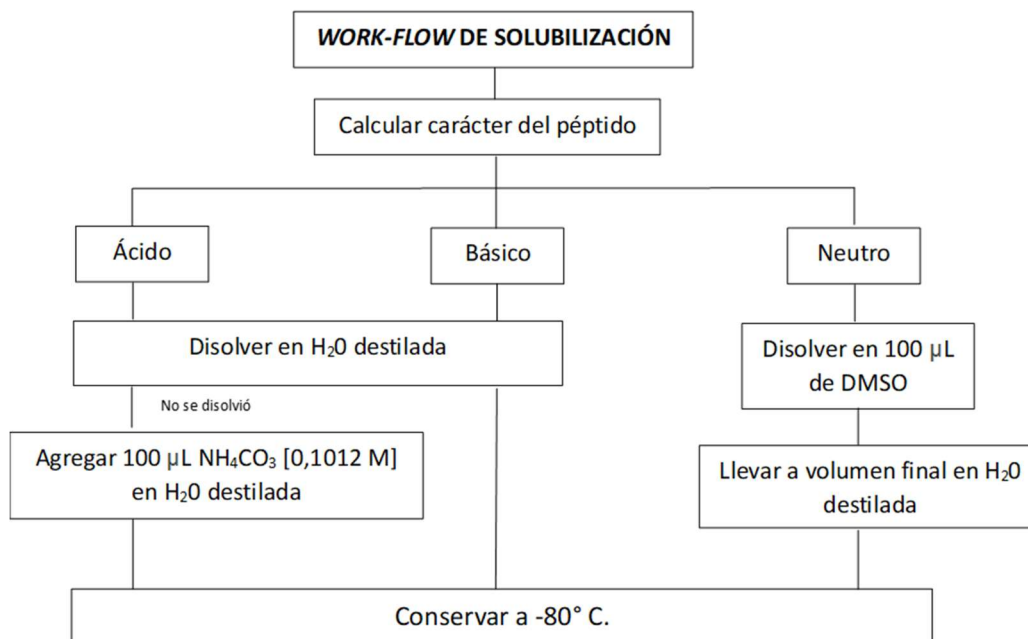 WORK-FLOW DE SOLUBILIZACIÓN
Calcular carácter del péptido
Ácido
Básico
Neutro
Disolver en H₂0 destilada
Disolver en 100 µL
de DMSO
No se disolvió
Agregar 100 µL NH₄CO₃ [0,1012 M]
en H₂0 destilada
Llevar a volumen final en H₂0
destilada
Conservar a -80° C.